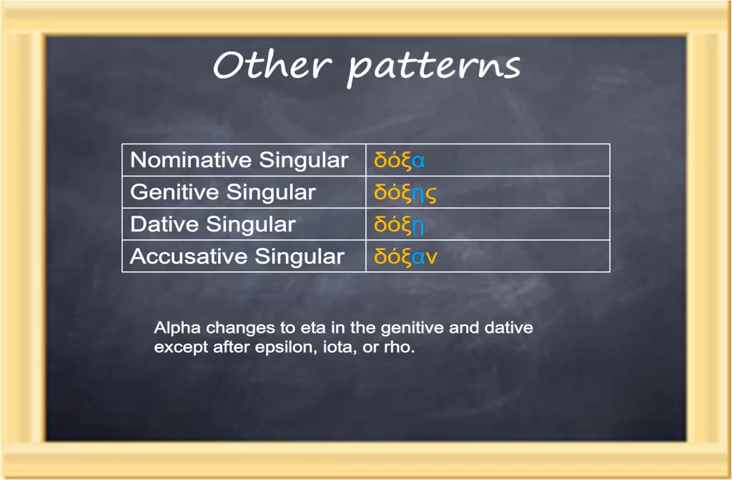 Other patterns
Nominative Singular δόξα
Genitive Singular δόξης
Dative Singular δόξῃ
Accusative Singular δόξαν
Alpha changes to eta in the genitive and dative
except after epsilon, iota, or rho.